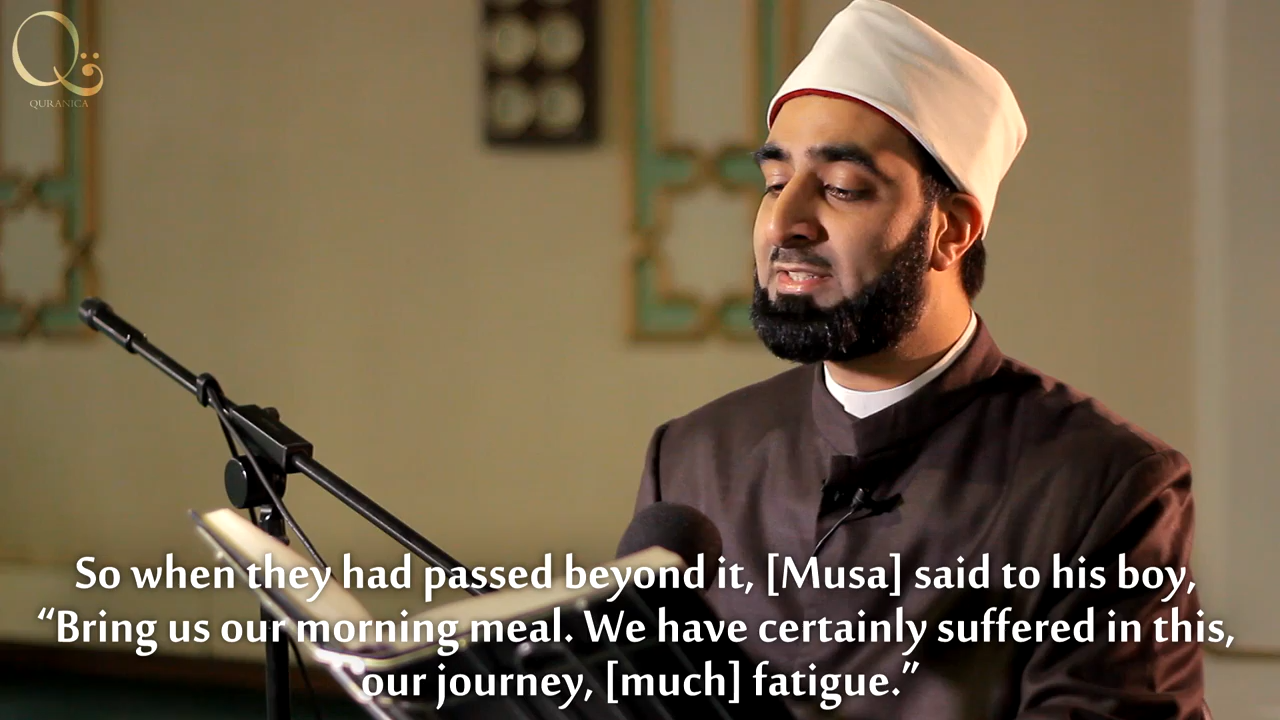 QURANICA
So when they had passed beyond it, [Musa] said to his boy,
“Bring us our morning meal. We have certainly suffered in this,
our journey, [much] fatigue.”